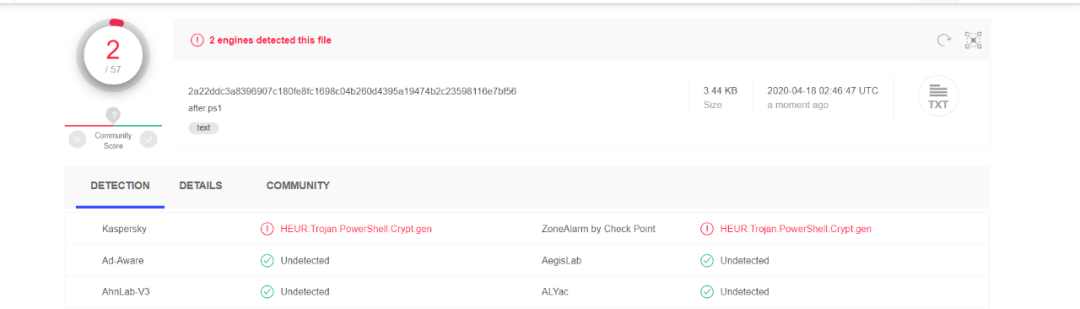 2
/ 57
2 engines detected this file
2a22ddc3a8396907c180fe8fc1698c04b260d4395a19474b2c23598116e7bf56
after.ps1
text
3.44 KB
Size
2020-04-18 02:46:47 UTC
a moment ago
TXT
?
Community
Score
DETECTION DETAILS COMMUNITY
Kaspersky HEUR.Trojan.PowerShell.Crypt.gen ZoneAlarm by Check Point HEUR.Trojan.PowerShell.Crypt.gen
Ad-Aware Undetected AegisLab Undetected
AhnLab-V3 Undetected ALYac Undetected